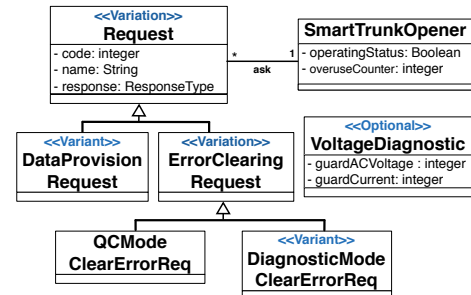 <<Variation>>
Request
- code: integer
- name: String
- response: ResponseType
*
1
ask
SmartTrunkOpener
- operatingStatus: Boolean
- overuseCounter: integer
<<Variant>>
DataProvision
Request
<<Variation>>
ErrorClearing
Request
<<Optional>>
VoltageDiagnostic
- guardACVoltage : integer
- guardCurrent: integer
QCMode
ClearErrorReq
<<Variant>>
DiagnosticMode
ClearErrorReq